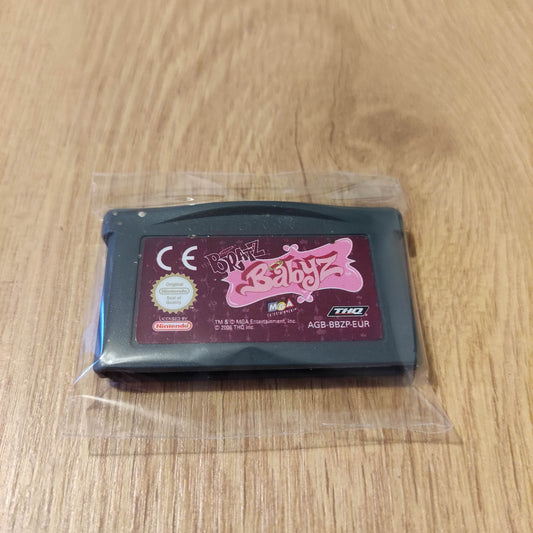 CE
BRATZ
Babyz
Original
Nintendo
Seal of
Quality
LICENSED BY
Nintendo
MGA
TM & © MGA Entertainment, Inc.
© 2006 THQ Inc.
THQ
AGB-BBZP-EUR